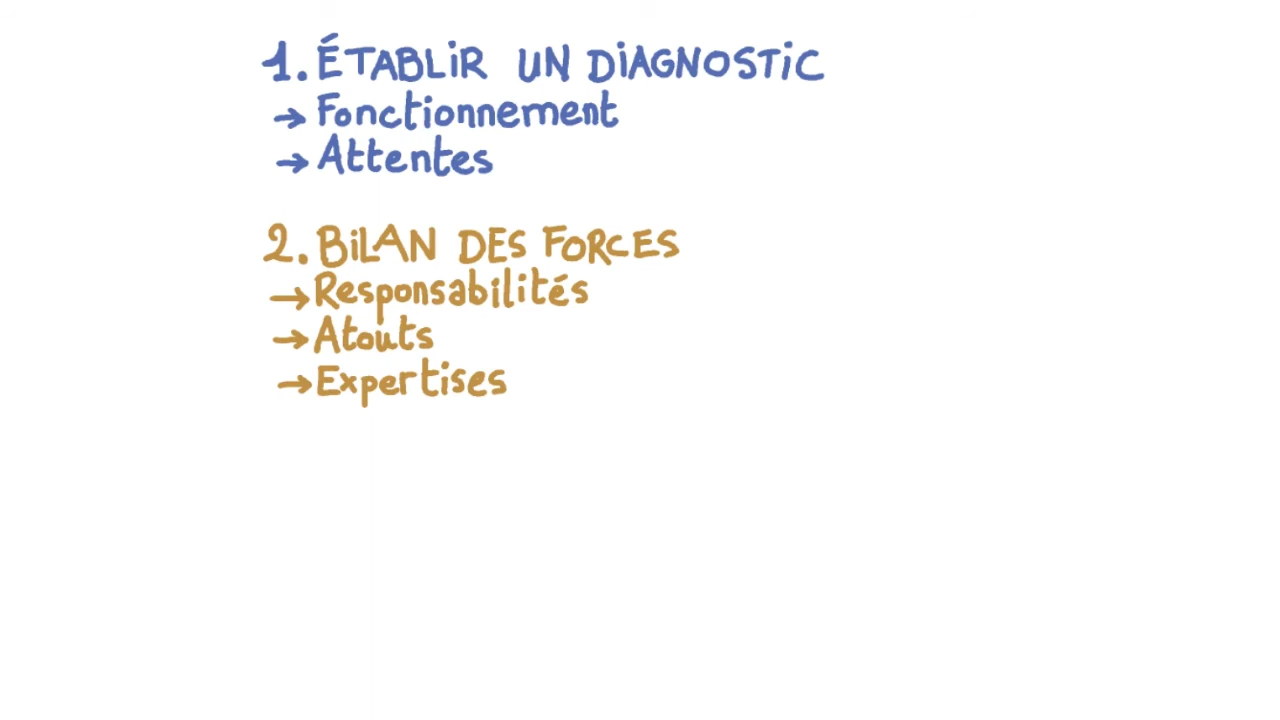 1. ÉTABLIR UN DIAGNOSTIC
→ Fonctionnement
→ Attentes
2. BILAN DES FORCES
→ Responsabilités
→ Atouts
→ Expertises